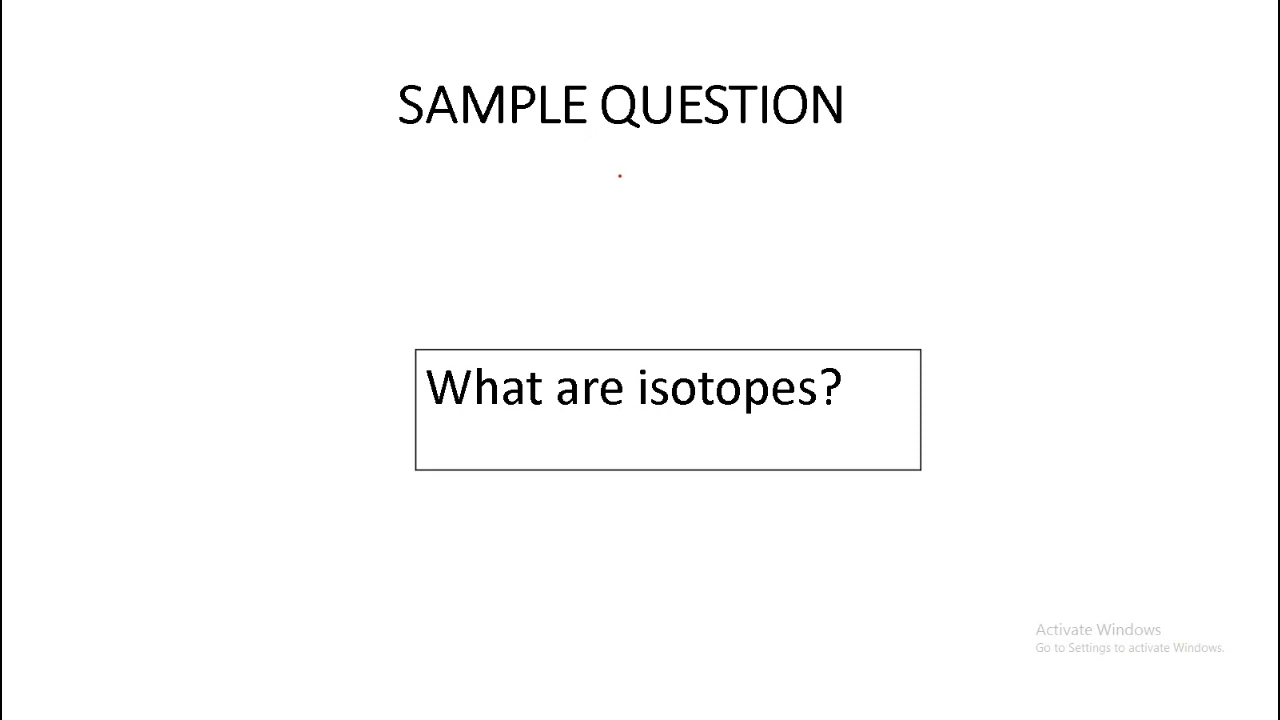 SAMPLE QUESTION
What are isotopes?
Activate Windows
Go to Settings to activate Windows.